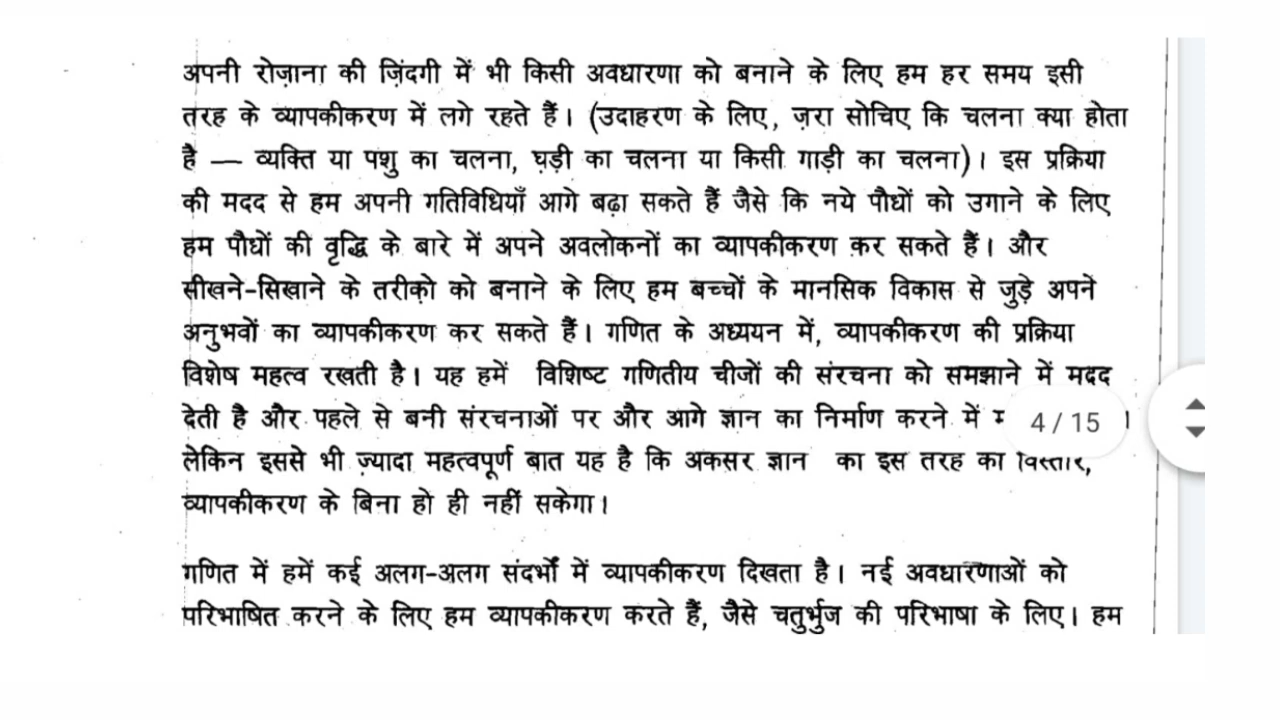 अपनी रोज़ाना की ज़िंदगी में भी किसी अवधारणा को बनाने के लिए हम हर समय इसी
तरह के व्यापकीकरण में लगे रहते हैं। (उदाहरण के लिए, ज़रा सोचिए कि चलना क्या होता
है — व्यक्ति या पशु का चलना, घड़ी का चलना या किसी गाड़ी का चलना)। इस प्रक्रिया
की मदद से हम अपनी गतिविधियाँ आगे बढ़ा सकते हैं जैसे कि नये पौधों को उगाने के लिए
हम पौधों की वृद्धि के बारे में अपने अवलोकनों का व्यापकीकरण कर सकते हैं। और
सीखने-सिखाने के तरीक़ो को बनाने के लिए हम बच्चों के मानसिक विकास से जुड़े अपने
अनुभवों का व्यापकीकरण कर सकते हैं। गणित के अध्ययन में, व्यापकीकरण की प्रक्रिया
विशेष महत्व रखती है। यह हमें विशिष्ट गणितीय चीजों की संरचना को समझाने में मदद
देती है और पहले से बनी संरचनाओं पर और आगे ज्ञान का निर्माण करने में
4 / 15
लेकिन इससे भी ज़्यादा महत्वपूर्ण बात यह है कि अकसर ज्ञान का इस तरह का विस्तार,
व्यापकीकरण के बिना हो ही नहीं सकेगा।
गणित में हमें कई अलग-अलग संदर्भों में व्यापकीकरण दिखता है। नई अवधारणाओं को
परिभाषित करने के लिए हम व्यापकीकरण करते हैं, जैसे चतुर्भुज की परिभाषा के लिए। हम